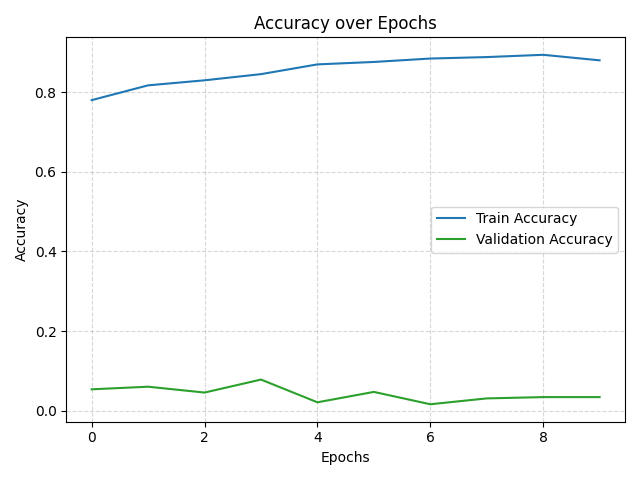 Accuracy over Epochs
Accuracy
0.8
0.6
0.4
0.2
0.0
Train Accuracy
Validation Accuracy
0 2 4 6 8
Epochs